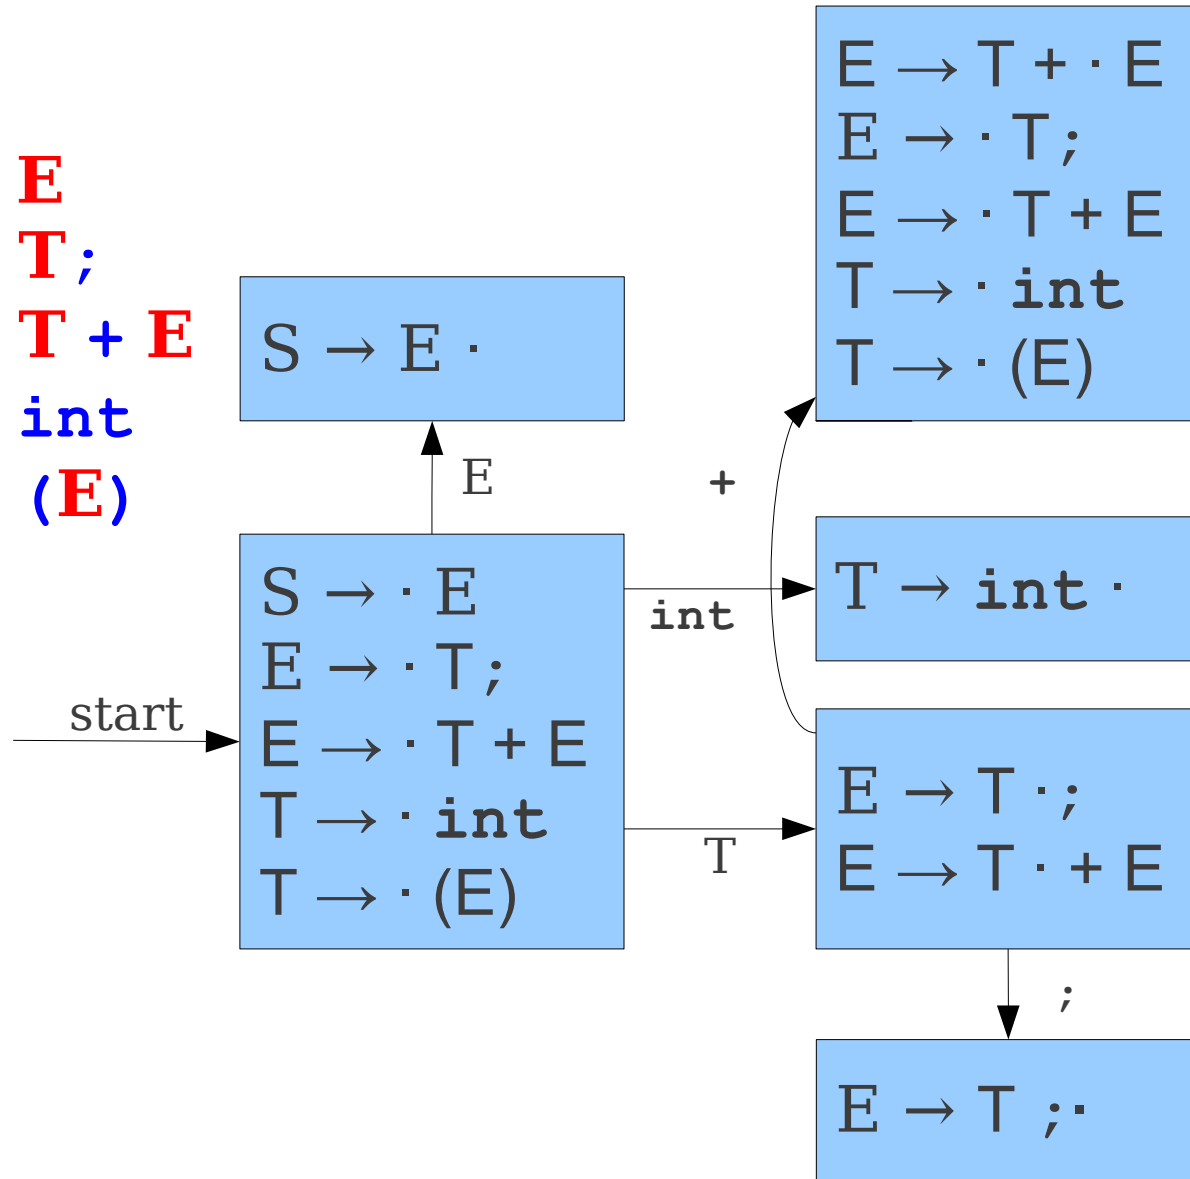 E
T ;
T + E
int
(E)
S → E ·
E
start
S → · E
E → · T ;
E → · T + E
T → · int
T → · (E)
int
T
+
E → T + · E
E → · T ;
E → · T + E
T → · int
T → · (E)
T → int ·
E → T · ;
E → T · + E
;
E → T ; ·